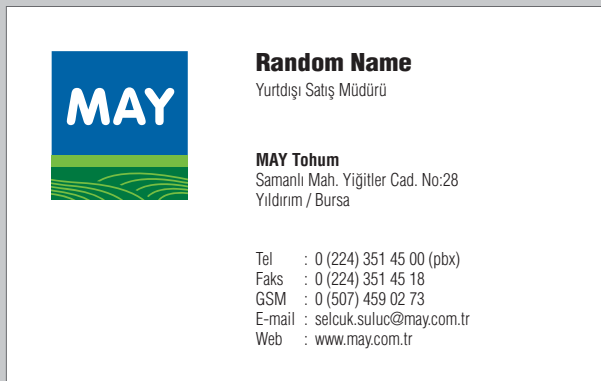 MAY
Random Name
Yurtdışı Satış Müdürü
MAY Tohum
Samanlı Mah. Yiğitler Cad. No:28
Yıldırım / Bursa
Tel : 0 (224) 351 45 00 (pbx)
Faks : 0 (224) 351 45 18
GSM : 0 (507) 459 02 73
E-mail : selcuk.suluc@may.com.tr
Web : www.may.com.tr